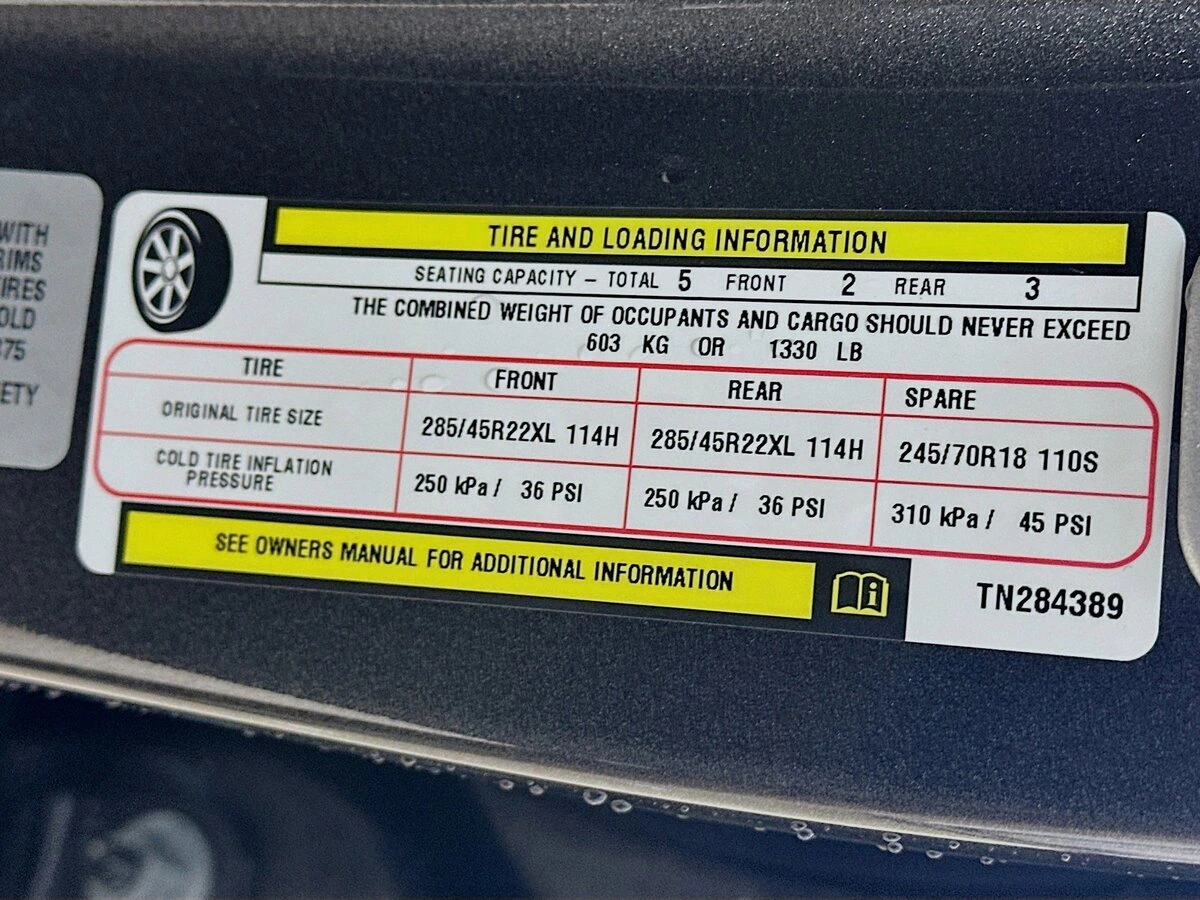 WITH
RIMS
IRES
OLD
375
ETY
TIRE AND LOADING INFORMATION
SEATING CAPACITY – TOTAL 5 FRONT 2 REAR 3
THE COMBINED WEIGHT OF OCCUPANTS AND CARGO SHOULD NEVER EXCEED
603 KG OR 1330 LB
TIRE FRONT REAR SPARE
ORIGINAL TIRE SIZE 285/45R22XL 114H 285/45R22XL 114H 245/70R18 110S
COLD TIRE INFLATION
PRESSURE 250 kPa / 36 PSI 250 kPa / 36 PSI 310 kPa / 45 PSI
SEE OWNERS MANUAL FOR ADDITIONAL INFORMATION
TN284389